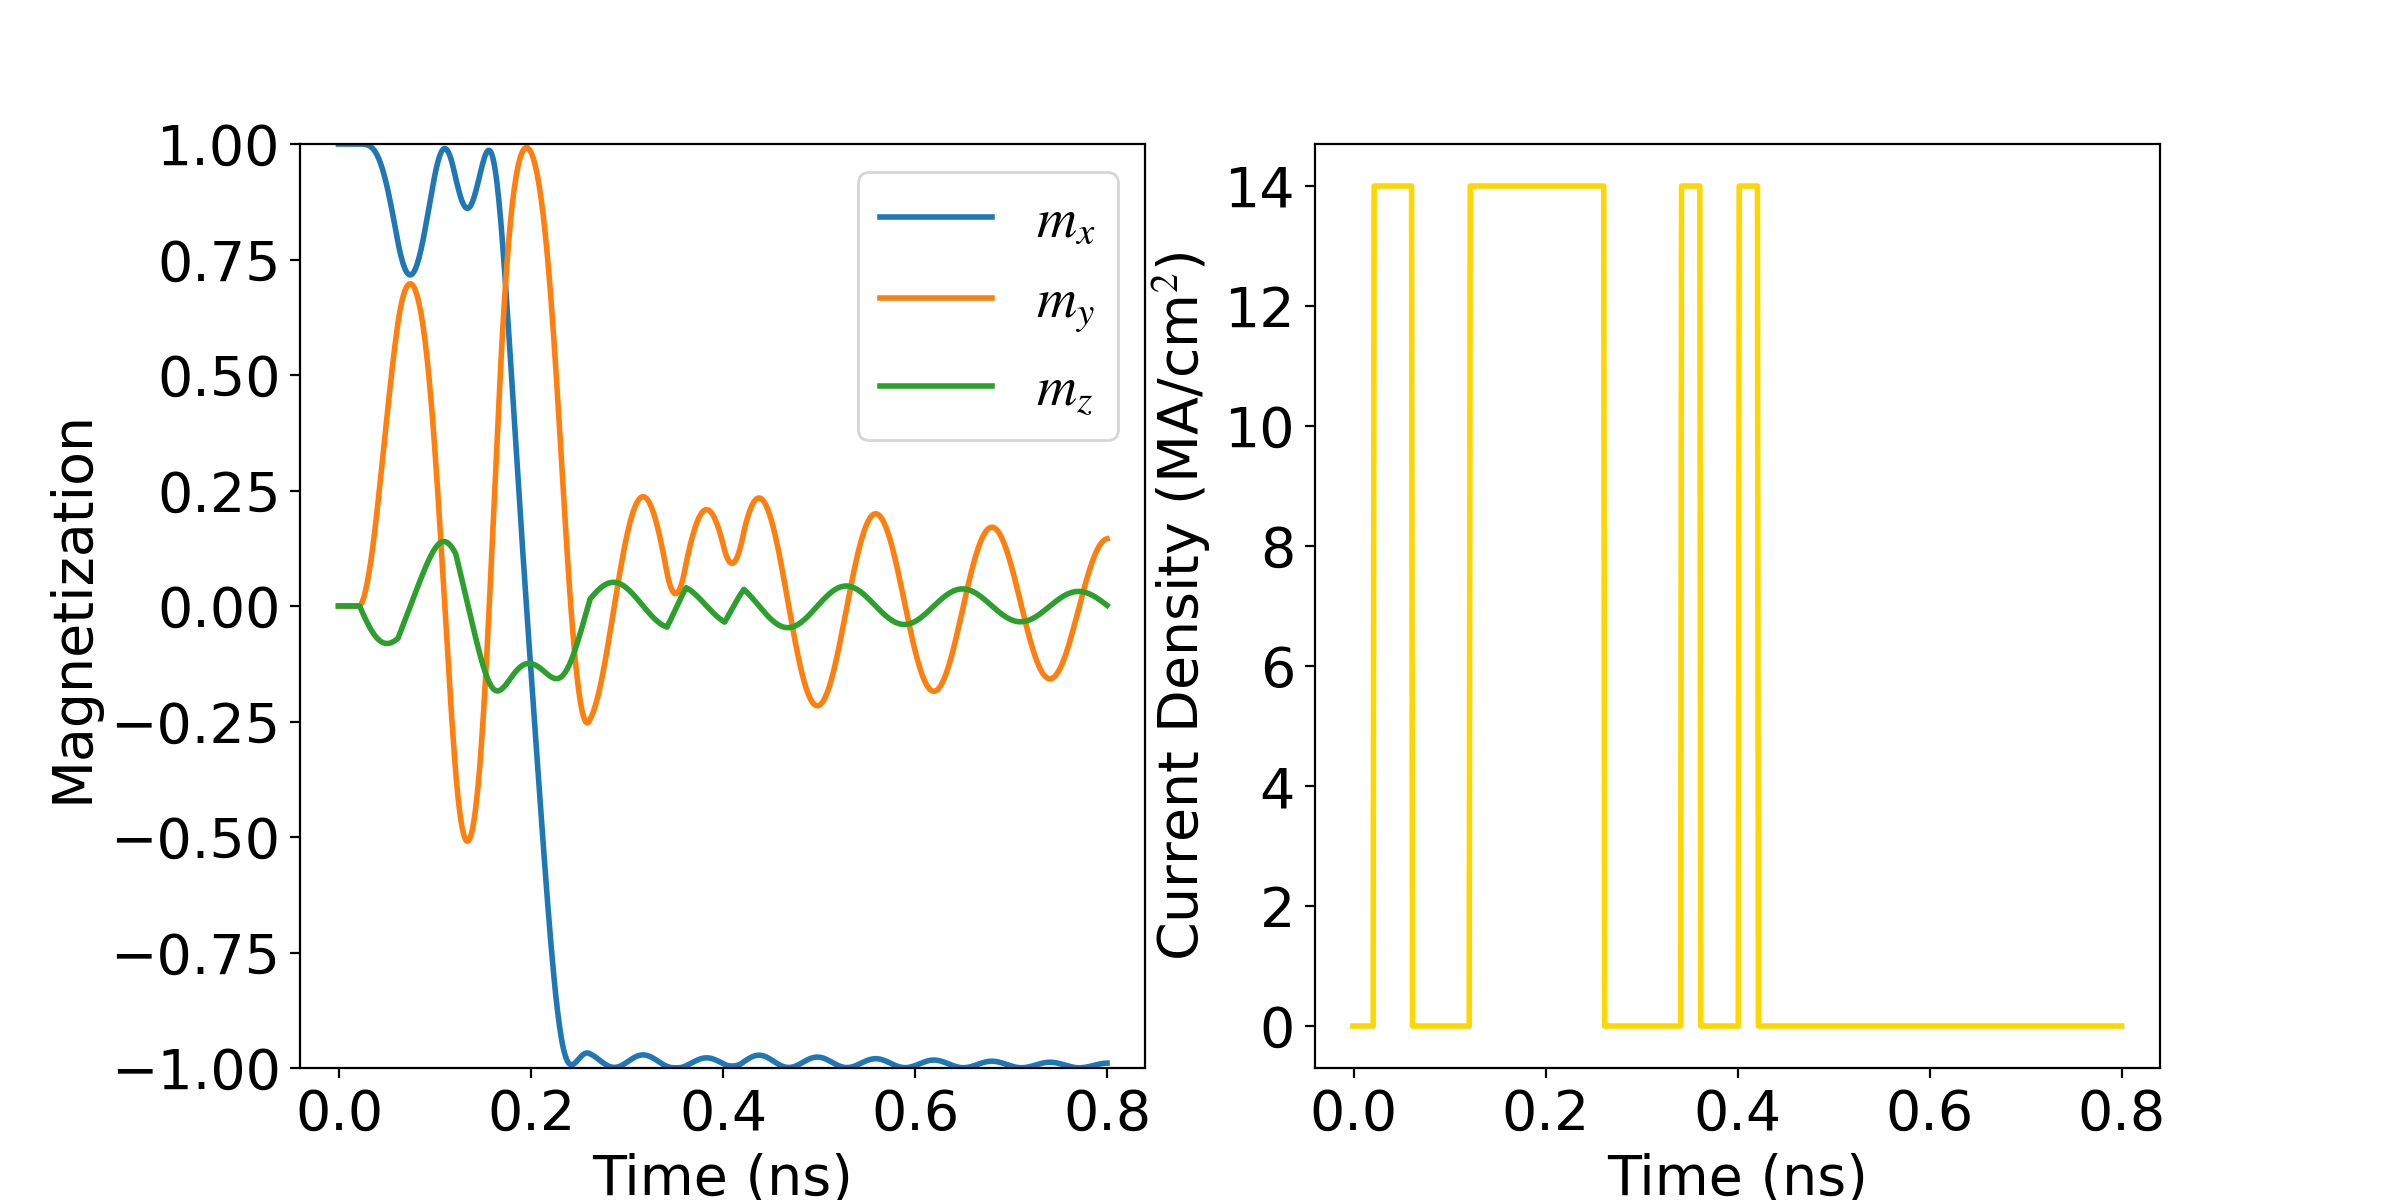 Magnetization
1.00
0.75
0.50
0.25
0.00
−0.25
−0.50
−0.75
−1.00
0.0 0.2 0.4 0.6 0.8
Time (ns)
m_x
m_y
m_z
Current Density (MA/cm²)
14
12
10
8
6
4
2
0
0.0 0.2 0.4 0.6 0.8
Time (ns)